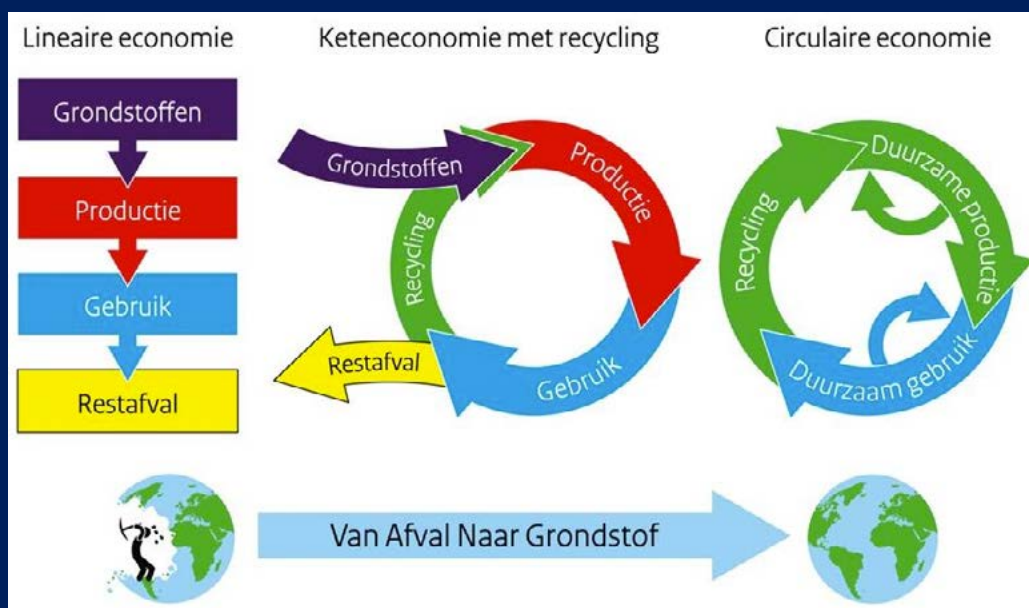 Lineaire economie
Grondstoffen
Productie
Gebruik
Restafval
Keteneconomie met recycling
Grondstoffen
Productie
Gebruik
Recycling
Restafval
Circulaire economie
Duurzame productie
Duurzaam gebruik
Recycling
Van Afval Naar Grondstof